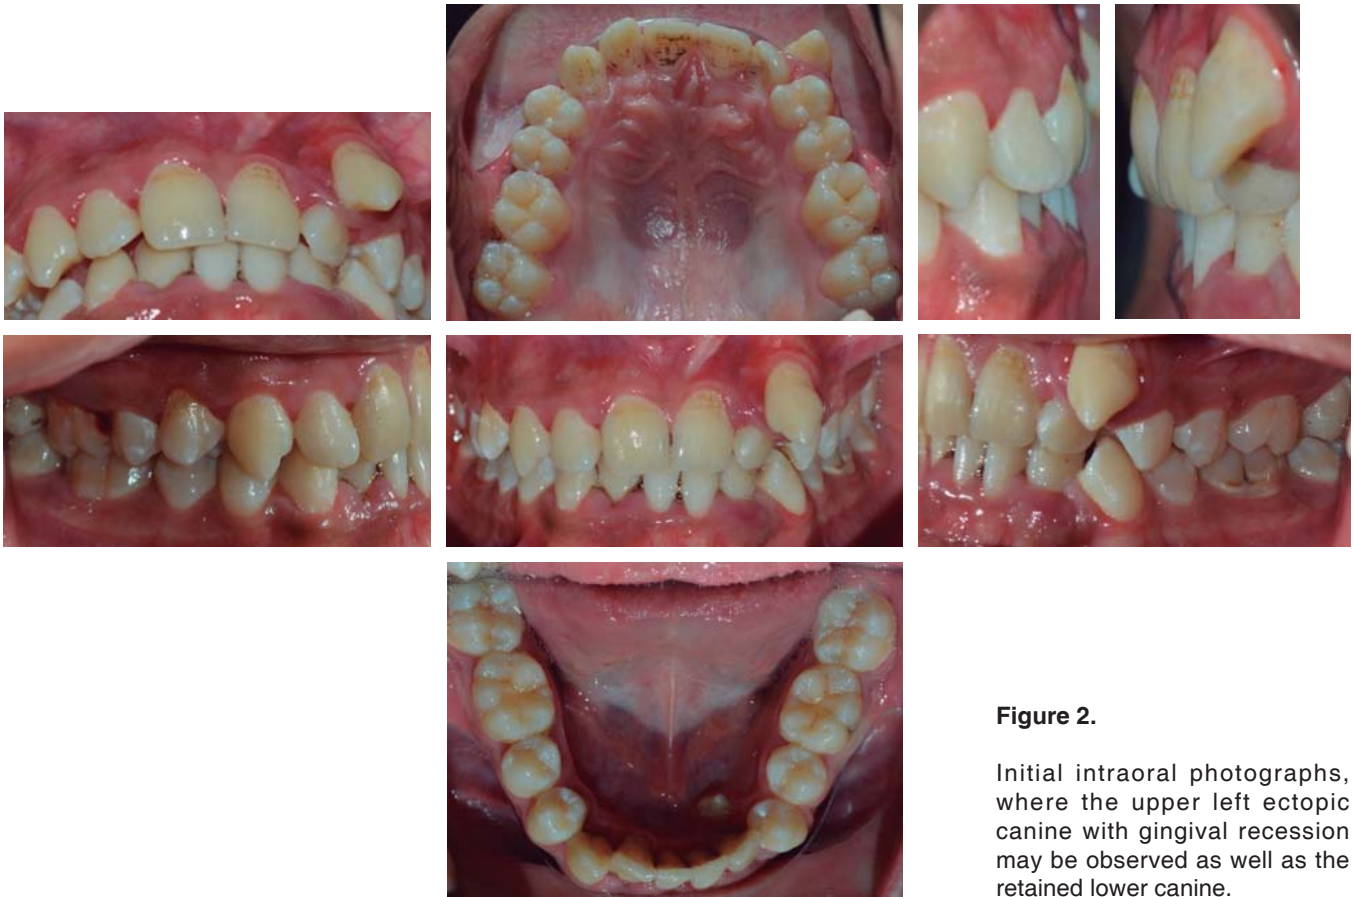 Figure 2.
Initial intraoral photographs,
where the upper left ectopic
canine with gingival recession
may be observed as well as the
retained lower canine.